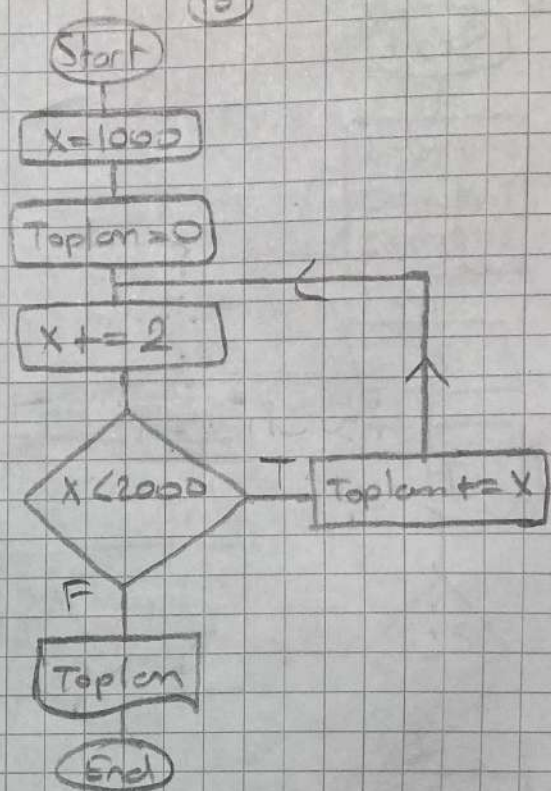 Start
X=1000
Toplam=0
X += 2
X<2000
T
Toplam += X
F
Toplam
End